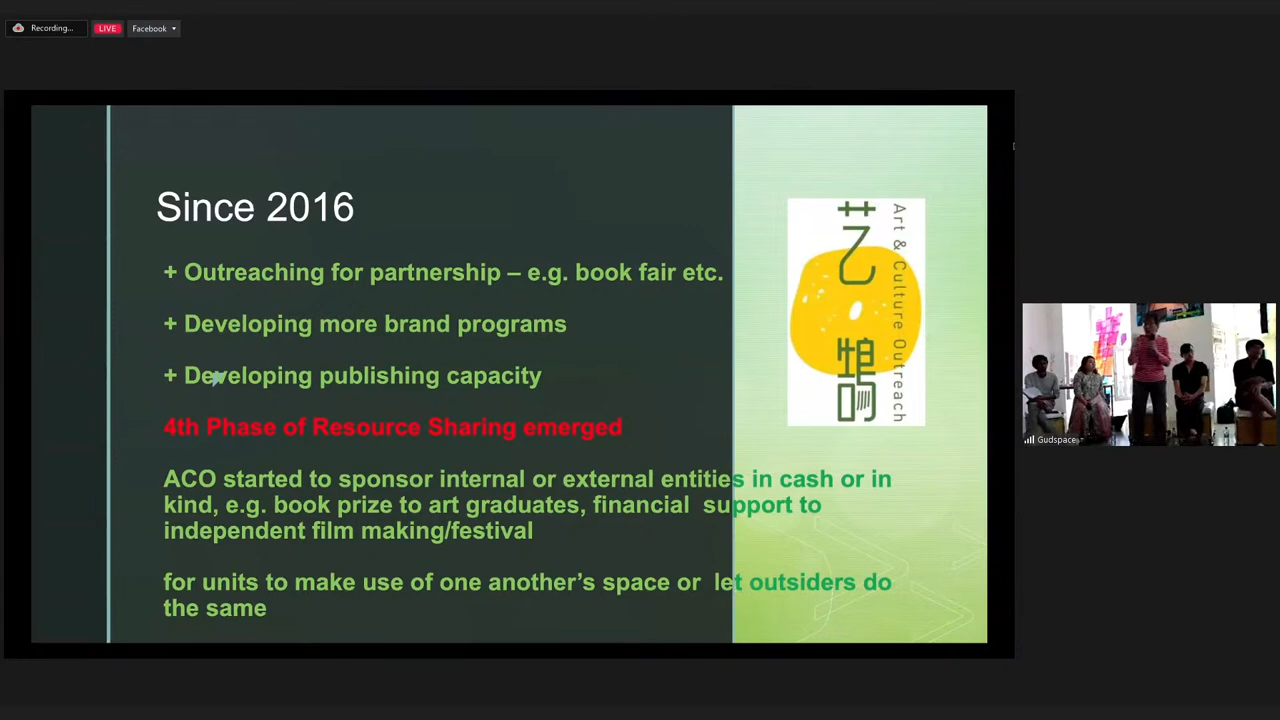 Recording...
LIVE
Facebook
Since 2016
+ Outreaching for partnership – e.g. book fair etc.
+ Developing more brand programs
+ Developing publishing capacity
4th Phase of Resource Sharing emerged
ACO started to sponsor internal or external entities in cash or in
kind, e.g. book prize to art graduates, financial  support to
independent film making/festival
for units to make use of one another’s space or  let outsiders do
the same
艺鵠
Art & Culture Outreach
Gudspace